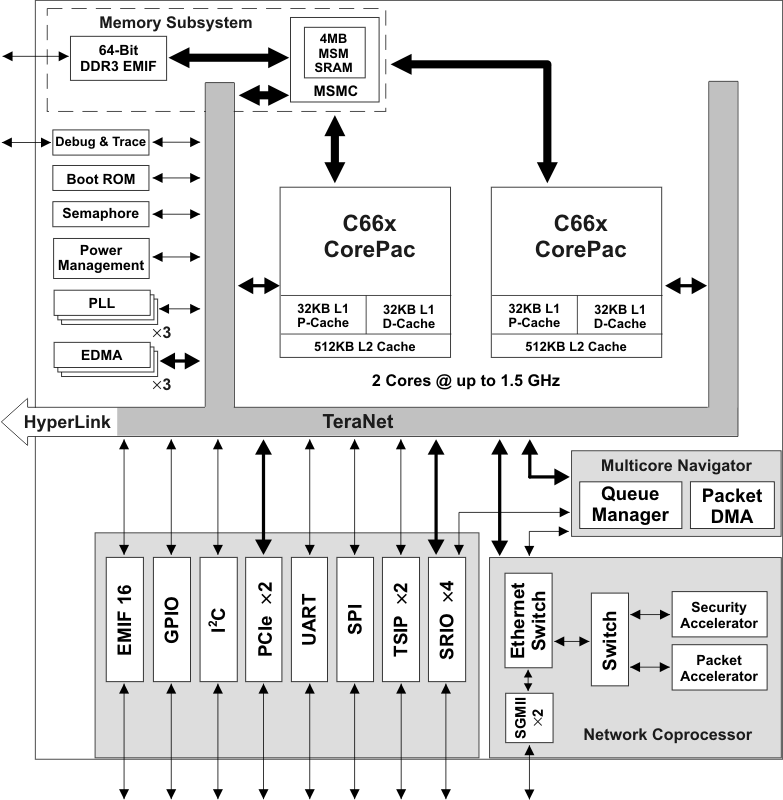 Memory Subsystem
64-Bit
DDR3 EMIF
4MB
MSM
SRAM
MSMC
Debug & Trace
Boot ROM
Semaphore
Power
Management
PLL
×3
EDMA
×3
C66x
CorePac
32KB L1
P-Cache
32KB L1
D-Cache
512KB L2 Cache
C66x
CorePac
32KB L1
P-Cache
32KB L1
D-Cache
512KB L2 Cache
2 Cores @ up to 1.5 GHz
HyperLink
TeraNet
Multicore Navigator
Queue
Manager
Packet
DMA
EMIF 16
GPIO
I²C
PCIe ×2
UART
SPI
TSIP ×2
SRIO ×4
Ethernet
Switch
Switch
Security
Accelerator
Packet
Accelerator
SGMII
×2
Network Coprocessor